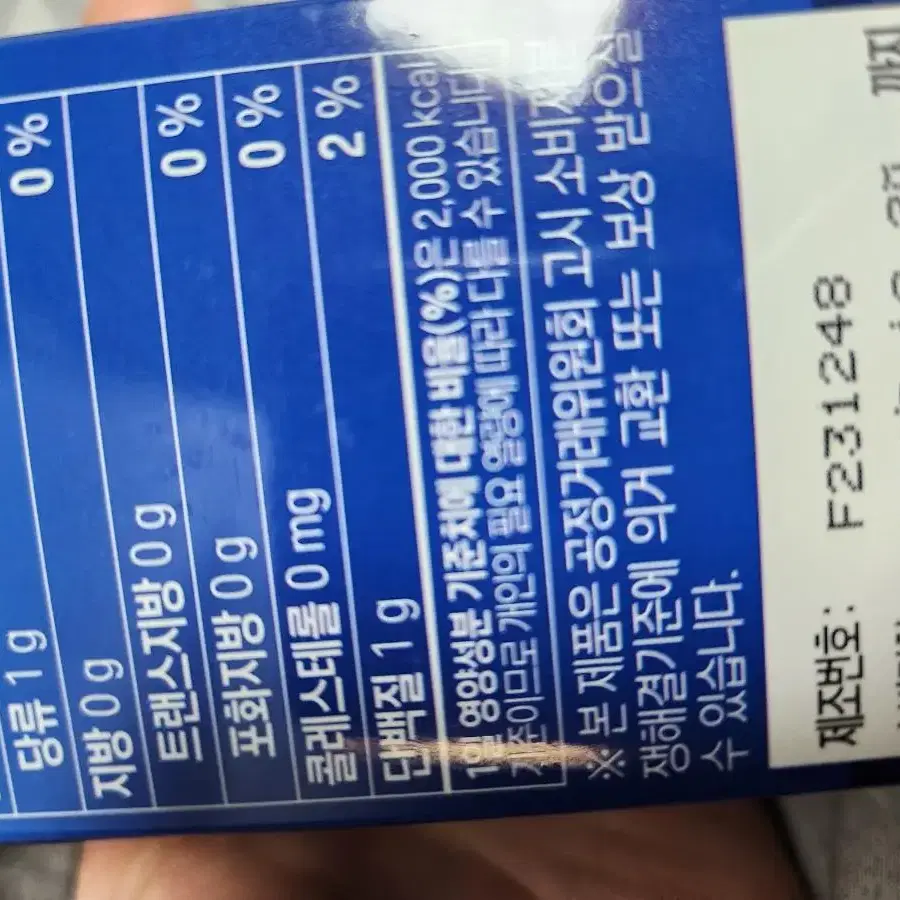 당류 1 g
지방 0 g 0 %
트랜스지방 0 g
포화지방 0 g 0 %
콜레스테롤 0 mg 0 %
단백질 1 g 2 %
1일 영양성분 기준치에 대한 비율(%)은 2,000 kcal
기준이므로 개인의 필요 열량에 따라 다를 수 있습니다
※ 본 제품은 공정거래위원회 고시 소비자분
쟁해결기준에 의거 교환 또는 보상 받으실
수 있습니다.
제조번호: F231248
까지